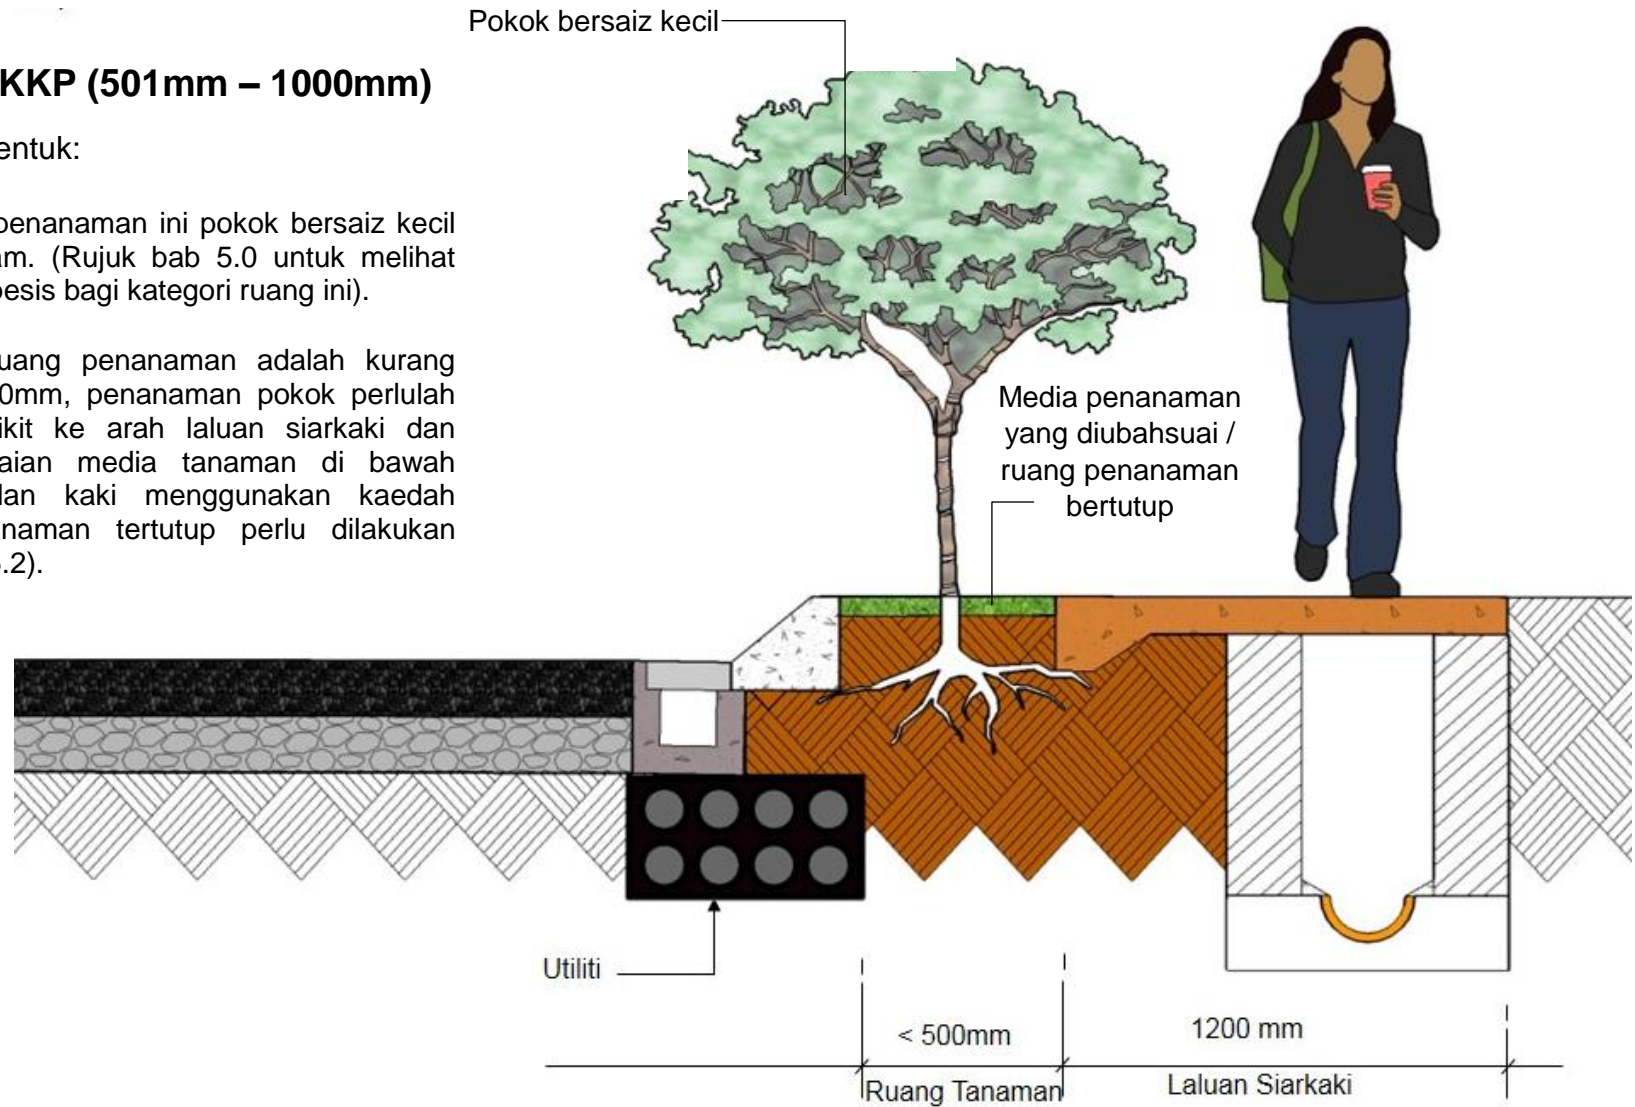 Pokok bersaiz kecil
KKP (501mm – 1000mm)
entuk:
penanaman ini pokok bersaiz kecil
am. (Rujuk bab 5.0 untuk melihat
pesis bagi kategori ruang ini).
uang penanaman adalah kurang
0mm, penanaman pokok perlulah
ikit ke arah laluan siarkaki dan
aian media tanaman di bawah
lan kaki menggunakan kaedah
naman tertutup perlu dilakukan
.2).
Media penanaman
yang diubahsuai /
ruang penanaman
bertutup
Utiliti
< 500mm
1200 mm
Ruang Tanaman
Laluan Siarkaki